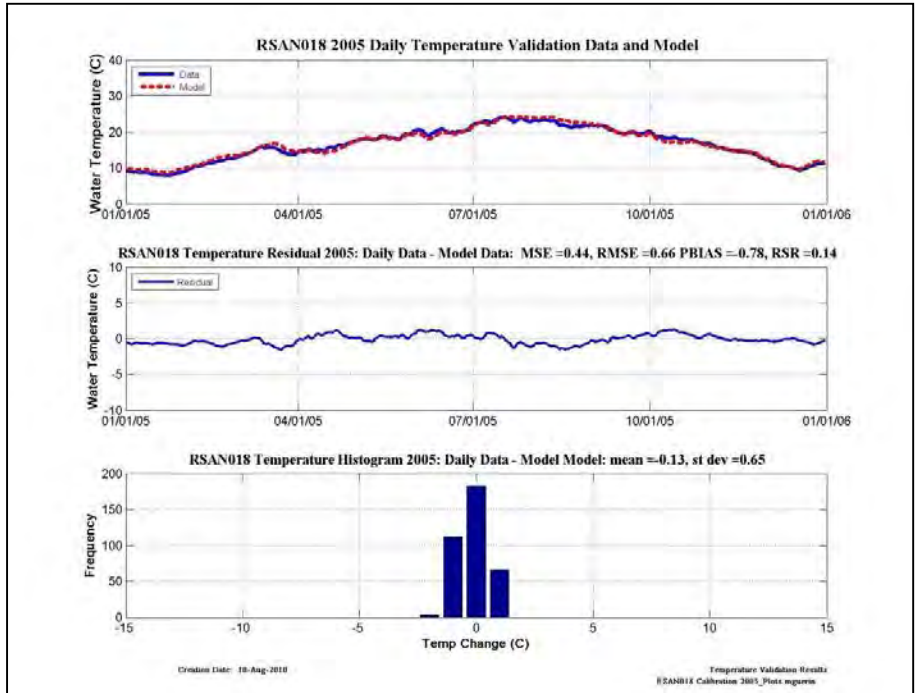 RSAN018 2005 Daily Temperature Validation Data and Model
Water Temperature (C)
40
30
20
10
0
Data
Model
01/01/05 04/01/05 07/01/05 10/01/05 01/01/06
RSAN018 Temperature Residual 2005: Daily Data - Model Data: MSE =0.44, RMSE =0.66 PBIAS =-0.78, RSR =0.14
Water Temperature (C)
10
5
0
-5
-10
Residual
01/01/05 04/01/05 07/01/05 10/01/05 01/01/06
RSAN018 Temperature Histogram 2005: Daily Data - Model Model: mean =-0.13, st dev =0.65
Frequency
200
150
100
50
0
-15 -10 -5 0 5 10 15
Temp Change (C)
Creation Date: 10-Aug-2010
Temperature Validation Results
RSAN018 Calibration 2005_Plots mguerin